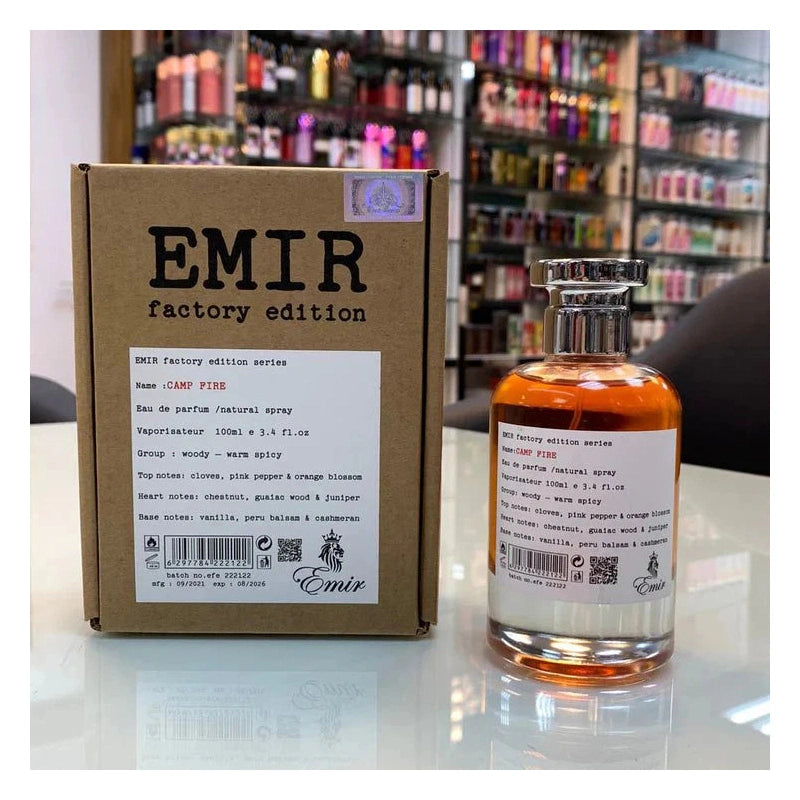 EMIR
factory edition
EMIR factory edition series
Name :CAMP FIRE
Eau de parfum /natural spray
Vaporisateur 100ml e 3.4 fl.oz
Group : woody – warm spicy
Top notes: cloves, pink pepper & orange blossom
Heart notes: chestnut, guaiac wood & juniper
Base notes: vanilla, peru balsam & cashmeran
6 297784 222122
batch no.efe 222122
mfg : 09/2021 exp : 08/2026
Emir
EMIR factory edition series
Name:CAMP FIRE
Eau de parfum /natural spray
Vaporisateur 100ml e 3.4 fl.oz
Group: woody – warm spicy
Top notes: cloves, pink pepper & orange blossom
Heart notes: chestnut, guaiac wood & juniper
Base notes: vanilla, peru balsam & cashmeran
6 297784 222122
batch no.efe 222122
Emir